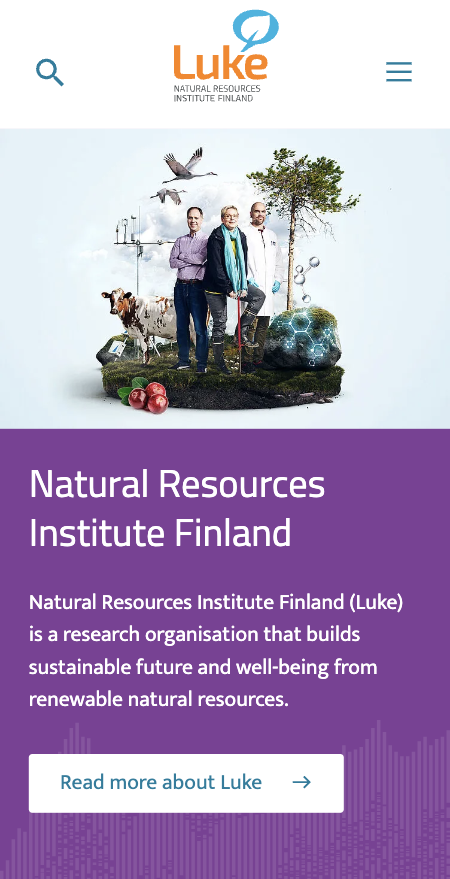 Luke
NATURAL RESOURCES
INSTITUTE FINLAND
Natural Resources
Institute Finland
Natural Resources Institute Finland (Luke)
is a research organisation that builds
sustainable future and well-being from
renewable natural resources.
Read more about Luke